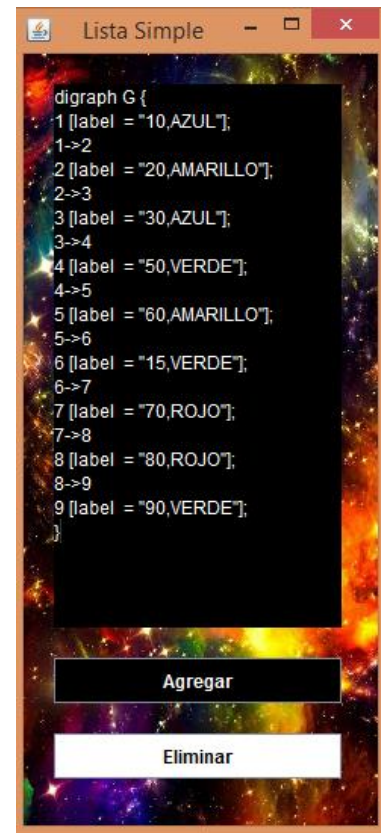 Lista Simple
digraph G {
1 [label  = "10,AZUL"];
1->2
2 [label  = "20,AMARILLO"];
2->3
3 [label  = "30,AZUL"];
3->4
4 [label  = "50,VERDE"];
4->5
5 [label  = "60,AMARILLO"];
5->6
6 [label  = "15,VERDE"];
6->7
7 [label  = "70,ROJO"];
7->8
8 [label  = "80,ROJO"];
8->9
9 [label  = "90,VERDE"];
}
Agregar
Eliminar